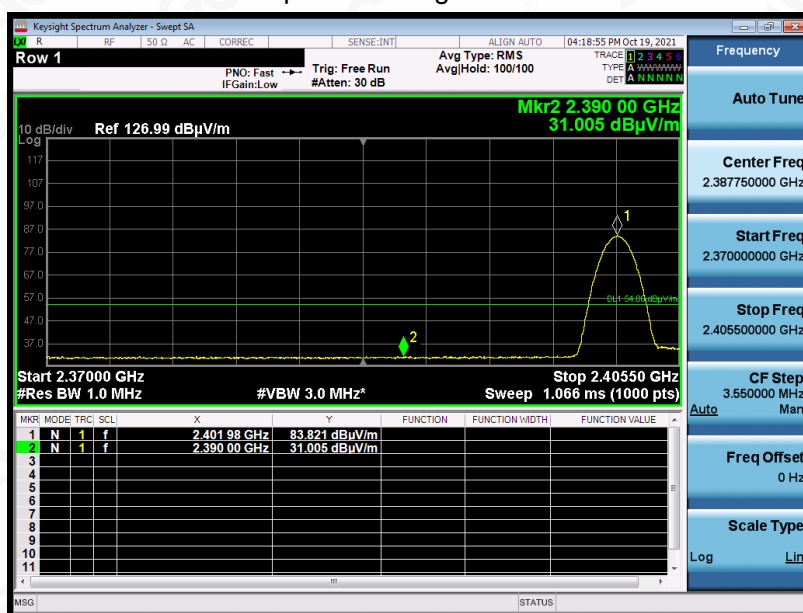 Keysight Spectrum Analyzer - Swept SA
LXI R RF 50 Ω AC CORREC SENSE:INT ALIGN AUTO 04:18:55 PM Oct 19, 2021
Row 1
PNO: Fast
IFGain:Low
Trig: Free Run
#Atten: 30 dB
Avg Type: RMS
Avg|Hold: 100/100
TRACE 1 2 3 4 5 6
TYPE A WWWWW
DET A N N N N N
Mkr2 2.390 00 GHz
31.005 dBµV/m
10 dB/div Ref 126.99 dBµV/m
Log
117
107
97.0
87.0
77.0
67.0
57.0
47.0
37.0
1
DL1 54.00 dBµV/m
2
Start 2.37000 GHz Stop 2.40550 GHz
#Res BW 1.0 MHz #VBW 3.0 MHz* Sweep 1.066 ms (1000 pts)
MKR MODE TRC SCL X Y FUNCTION FUNCTION WIDTH FUNCTION VALUE
1 N 1 f 2.401 98 GHz 83.821 dBµV/m
2 N 1 f 2.390 00 GHz 31.005 dBµV/m
3
4
5
6
7
8
9
10
11
MSG STATUS
Frequency
Auto Tune
Center Freq
2.387750000 GHz
Start Freq
2.370000000 GHz
Stop Freq
2.405500000 GHz
CF Step
3.550000 MHz
Auto Man
Freq Offset
0 Hz
Scale Type
Log Lin